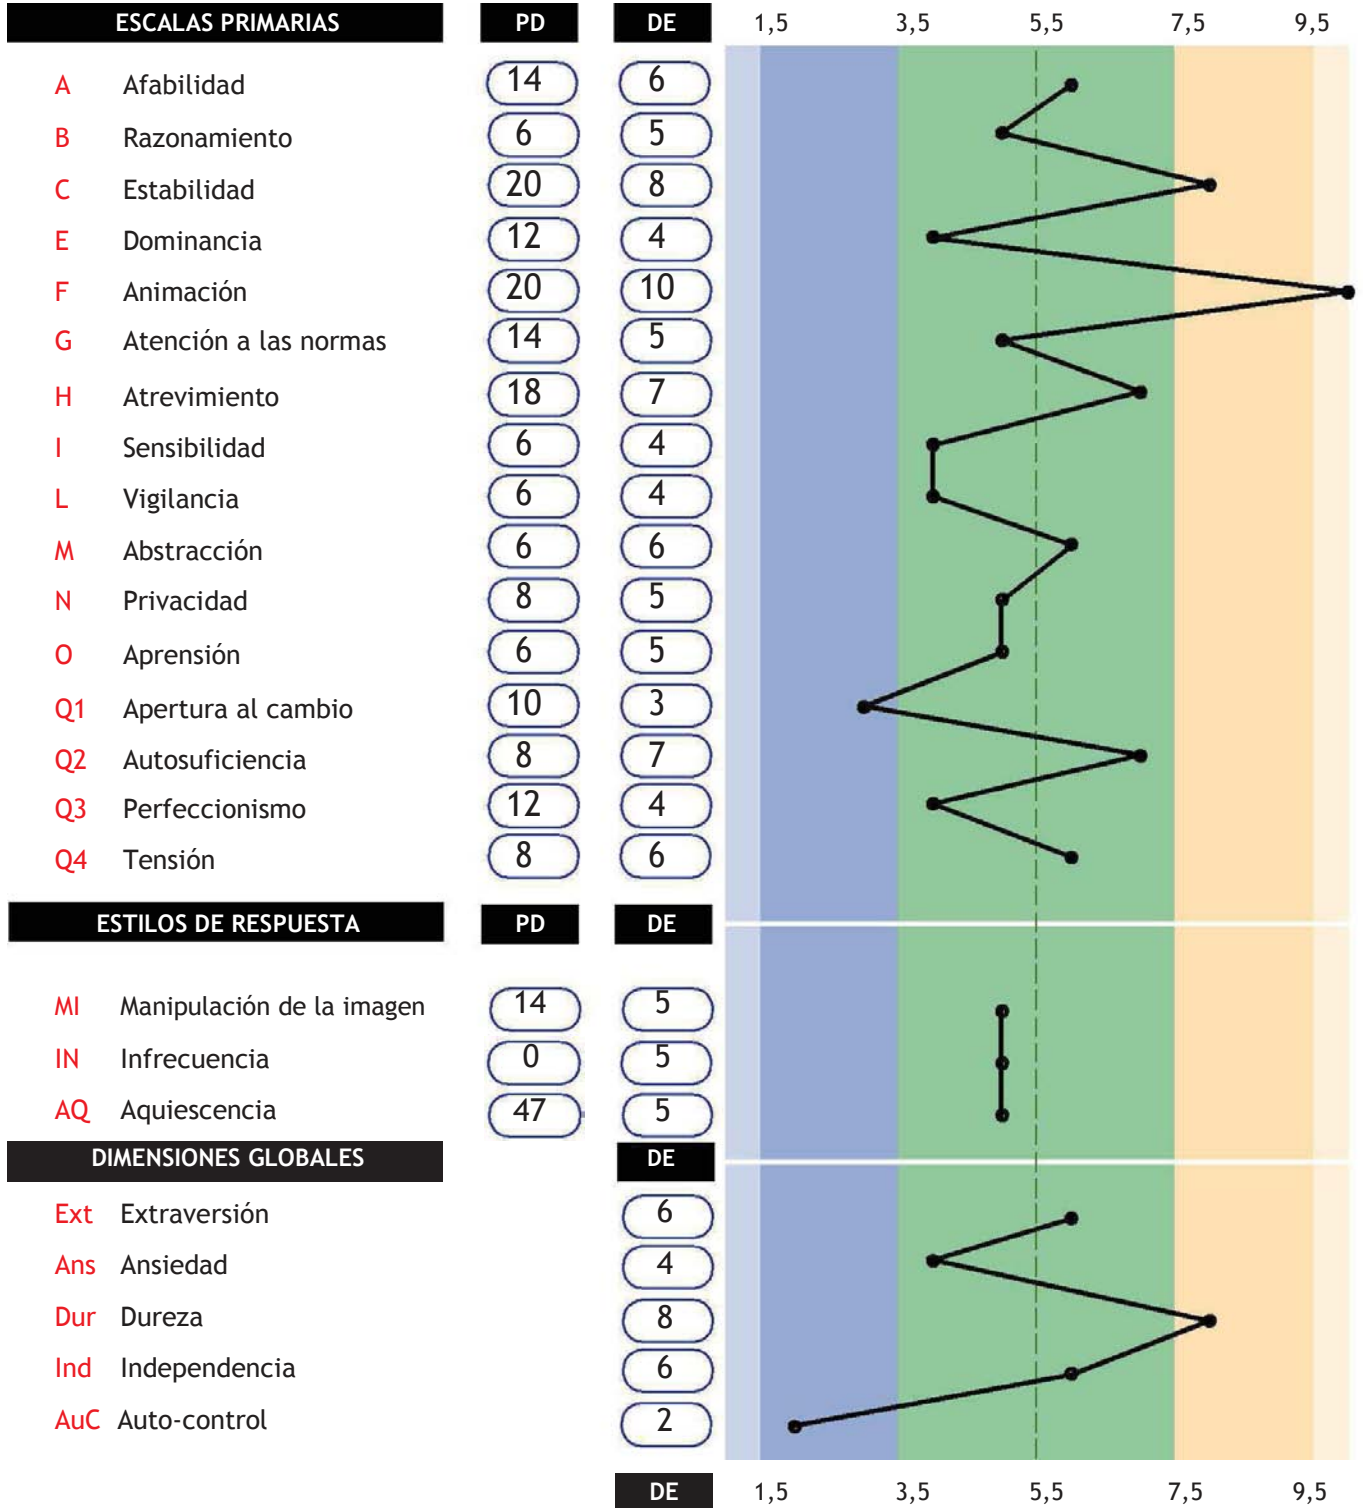 ESCALAS PRIMARIAS PD DE 1,5 3,5 5,5 7,5 9,5
A Afabilidad 14 6
B Razonamiento 6 5
C Estabilidad 20 8
E Dominancia 12 4
F Animación 20 10
G Atención a las normas 14 5
H Atrevimiento 18 7
I Sensibilidad 6 4
L Vigilancia 6 4
M Abstracción 6 6
N Privacidad 8 5
O Aprensión 6 5
Q1 Apertura al cambio 10 3
Q2 Autosuficiencia 8 7
Q3 Perfeccionismo 12 4
Q4 Tensión 8 6
ESTILOS DE RESPUESTA PD DE
MI Manipulación de la imagen 14 5
IN Infrecuencia 0 5
AQ Aquiescencia 47 5
DIMENSIONES GLOBALES DE
Ext Extraversión 6
Ans Ansiedad 4
Dur Dureza 8
Ind Independencia 6
AuC Auto-control 2
DE 1,5 3,5 5,5 7,5 9,5